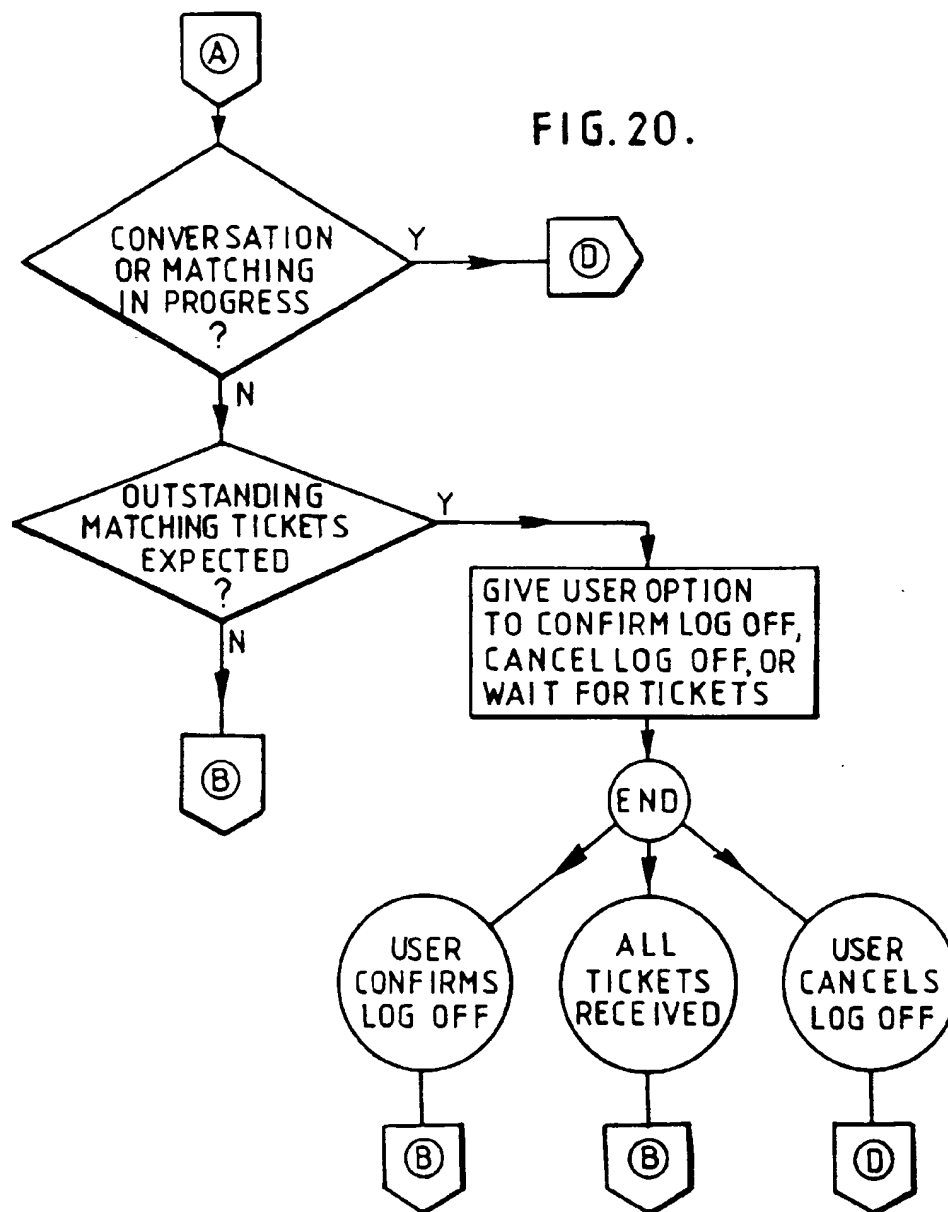 A
FIG. 20.
CONVERSATION
OR MATCHING
IN PROGRESS
?
Y
D
N
OUTSTANDING
MATCHING TICKETS
EXPECTED
?
Y
N
B
GIVE USER OPTION
TO CONFIRM LOG OFF,
CANCEL LOG OFF, OR
WAIT FOR TICKETS
END
USER
CONFIRMS
LOG OFF
ALL
TICKETS
RECEIVED
USER
CANCELS
LOG OFF
B
B
D